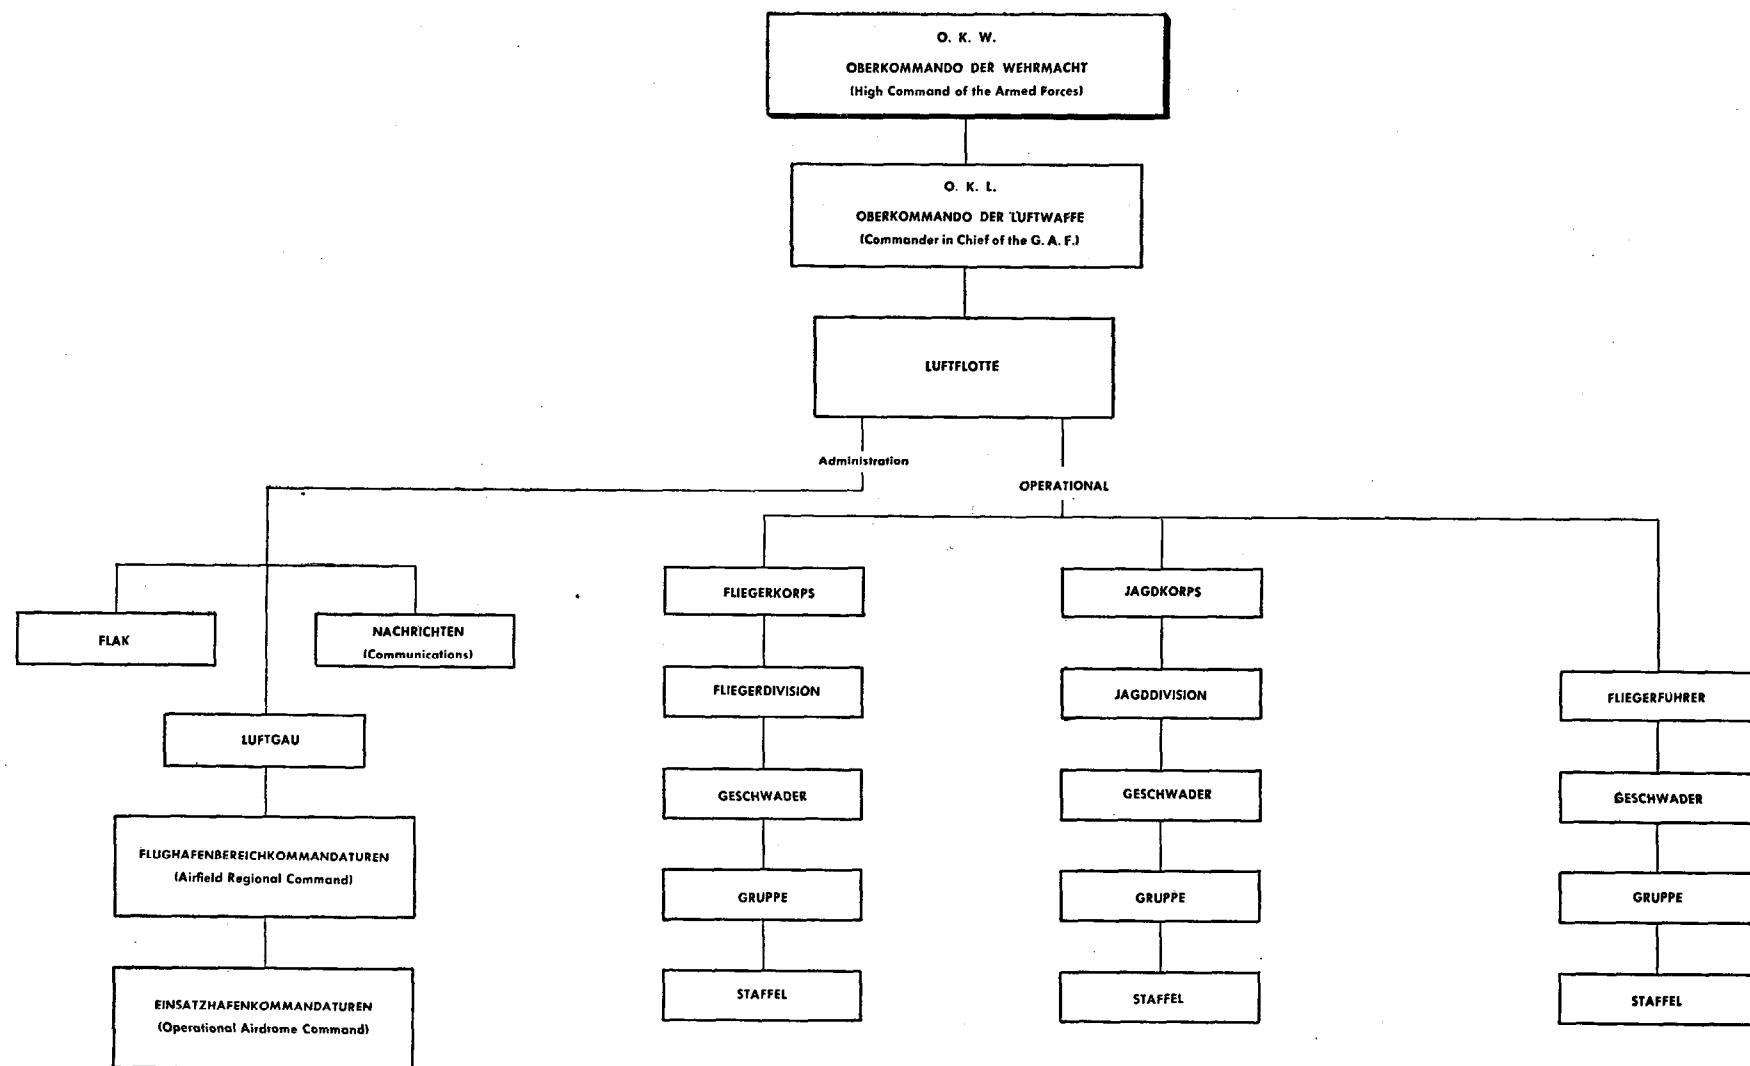 O. K. W.
OBERKOMMANDO DER WEHRMACHT
(High Command of the Armed Forces)
O. K. L.
OBERKOMMANDO DER LUFTWAFFE
(Commander in Chief of the G. A. F.)
LUFTFLOTTE
Administration
OPERATIONAL
FLAK
NACHRICHTEN
(Communications)
LUFTGAU
FLUGHAFENBEREICHKOMMANDATUREN
(Airfield Regional Command)
EINSATZHAFENKOMMANDATUREN
(Operational Airdrome Command)
FLIEGERKORPS
FLIEGERDIVISION
GESCHWADER
GRUPPE
STAFFEL
JAGDKORPS
JAGDDIVISION
GESCHWADER
GRUPPE
STAFFEL
FLIEGERFUHRER
GESCHWADER
GRUPPE
STAFFEL